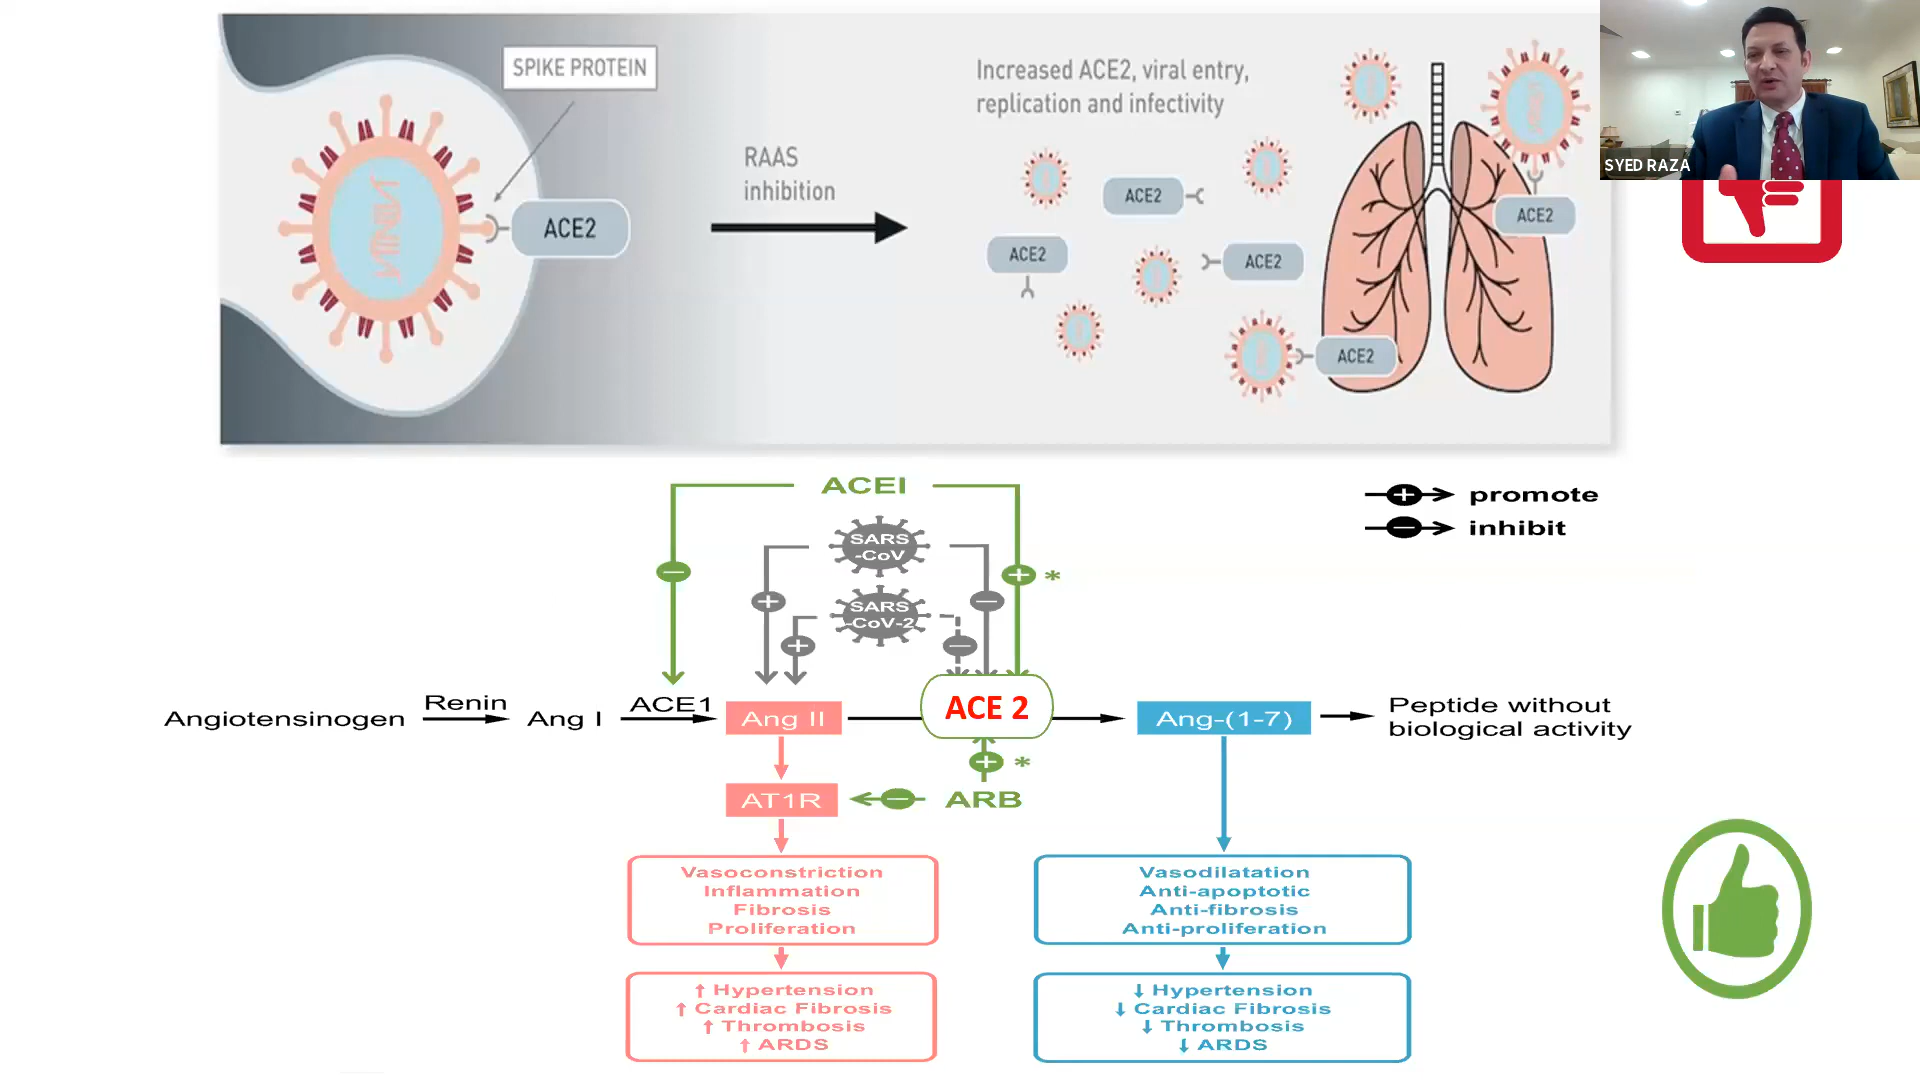 SPIKE PROTEIN
ACE2
RAAS
inhibition
Increased ACE2, viral entry,
replication and infectivity
ACE2
ACE2
ACE2
ACE2
ACE2
SYED RAZA
ACEI
SARS
-CoV
SARS
-CoV-2
promote
inhibit
*
Angiotensinogen
Renin
Ang I
ACE1
Ang II
ACE 2
Ang-(1-7)
Peptide without
biological activity
*
AT1R
ARB
Vasoconstriction
Inflammation
Fibrosis
Proliferation
↑ Hypertension
↑ Cardiac Fibrosis
↑ Thrombosis
↑ ARDS
Vasodilatation
Anti-apoptotic
Anti-fibrosis
Anti-proliferation
↓ Hypertension
↓ Cardiac Fibrosis
↓ Thrombosis
↓ ARDS